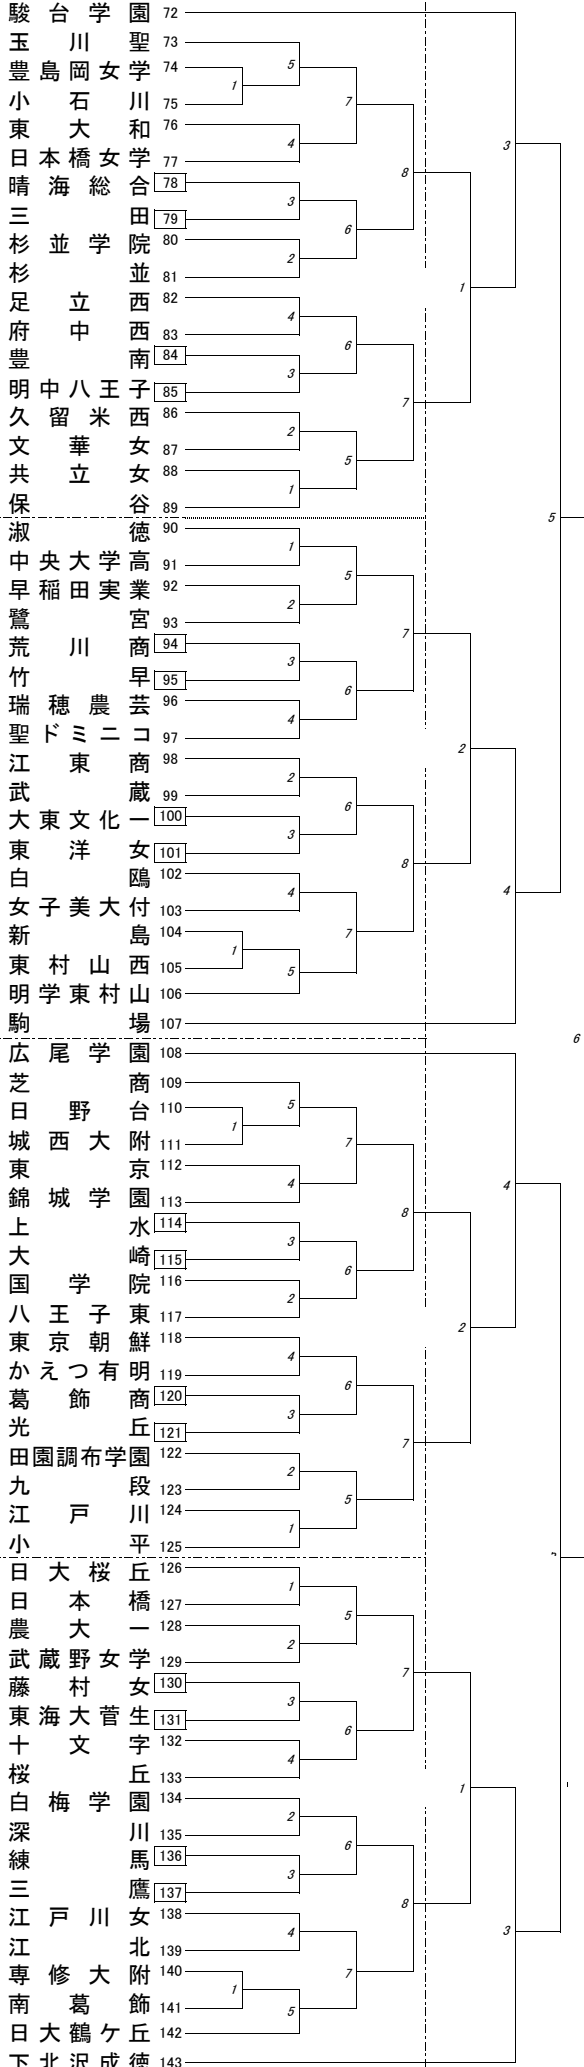 駿台学園 72
玉川聖 73
豊島岡女学 74
小石川 75
東大和 76
日本橋女学 77
晴海総合 78
三田 79
杉並学院 80
杉並 81
足立西 82
府中西 83
豊南 84
明中八王子 85
久留米西 86
文華女 87
共立女 88
保谷 89
淑徳 90
中央大学高 91
早稲田実業 92
鷺宮 93
荒川商 94
竹早 95
瑞穂農芸 96
聖ドミニコ 97
江東商 98
武蔵 99
大東文化一 100
東洋女 101
白鴎 102
女子美大付 103
新島 104
東村山西 105
明学東村山 106
駒場 107
広尾学園 108
芝商 109
日野台 110
城西大附 111
東京 112
錦城学園 113
上水 114
大崎 115
国学院 116
八王子東 117
東京朝鮮 118
かえつ有明 119
葛飾商 120
光丘 121
田園調布学園 122
九段 123
江戸川 124
小平 125
日大桜丘 126
日本橋 127
農大一 128
武蔵野女学 129
藤村女 130
東海大菅生 131
十文字 132
桜丘 133
白梅学園 134
深川 135
練馬 136
三鷹 137
江戸川女 138
江北 139
専修大附 140
南葛飾 141
日大鶴ケ丘 142
下北沢成徳 143
1
5
4
3
2
4
3
2
1
7
6
6
5
8
7
1
3
1
2
3
4
2
3
4
1
5
5
6
6
7
7
8
2
4
5
6
1
5
4
3
2
4
3
2
1
7
6
6
5
8
7
2
4
1
2
3
4
2
3
4
1
5
5
6
6
7
7
8
1
3